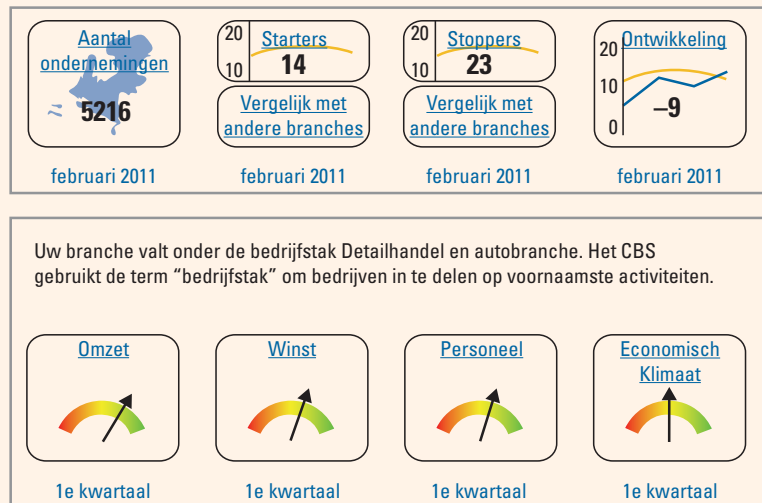 Aantal
ondernemingen
5216
februari 2011
20
Starters
10
14
Vergelijk met
andere branches
februari 2011
20
Stoppers
10
23
Vergelijk met
andere branches
februari 2011
Ontwikkeling
20
10
–9
0
februari 2011
Uw branche valt onder de bedrijfstak Detailhandel en autobranche. Het CBS
gebruikt de term “bedrijfstak” om bedrijven in te delen op voornaamste activiteiten.
Omzet
1e kwartaal
Winst
1e kwartaal
Personeel
1e kwartaal
Economisch
Klimaat
1e kwartaal